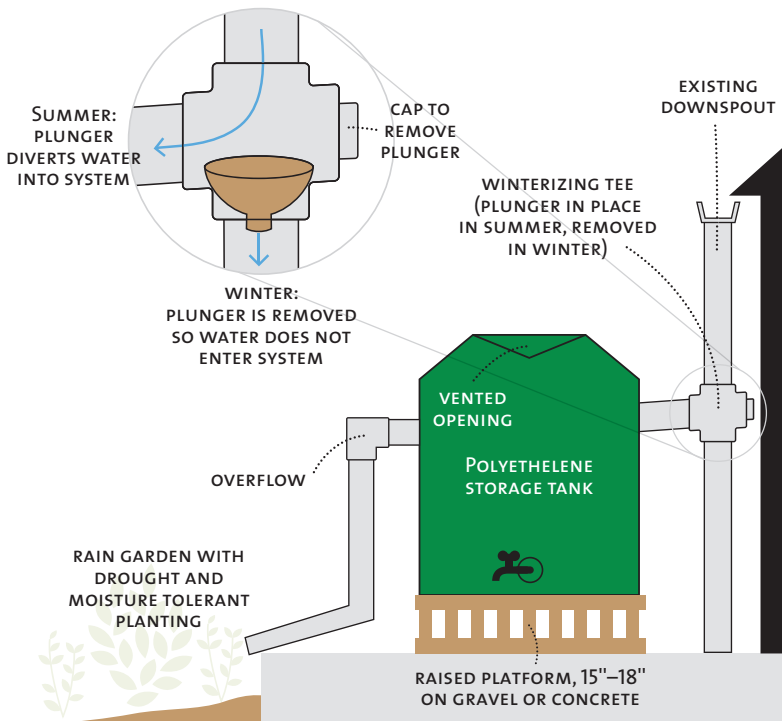 Summer:
plunger
diverts water
into system
cap to
remove
plunger
existing
downspout
winterizing tee
(plunger in place
in summer, removed
in winter)
winter:
plunger is removed
so water does not
enter system
vented
opening
overflow
Polyethelene
storage tank
rain garden with
drought and
moisture tolerant
planting
raised platform, 15"–18"
on gravel or concrete